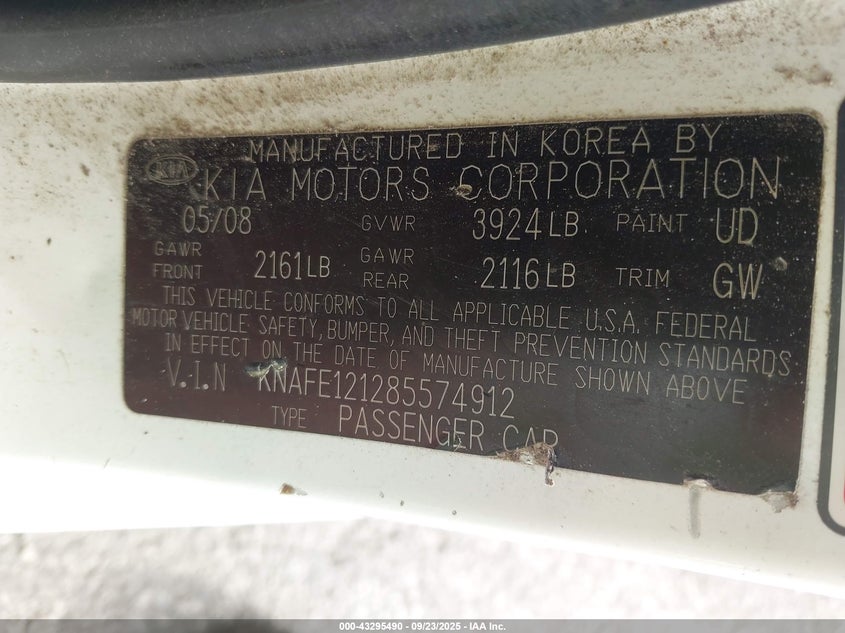 MANUFACTURED IN KOREA BY
KIA KIA MOTORS CORPORATION
05/08 GVWR 3924LB PAINT UD
GAWR FRONT 2161LB GAWR REAR 2116LB TRIM GW
THIS VEHICLE CONFORMS TO ALL APPLICABLE U.S.A. FEDERAL
MOTOR VEHICLE SAFETY, BUMPER, AND THEFT PREVENTION STANDARDS
IN EFFECT ON THE DATE OF MANUFACTURE SHOWN ABOVE
V.I.N KNAFE121285574912
TYPE PASSENGER CAR
000-43295490 - 09/23/2025 - IAA Inc.